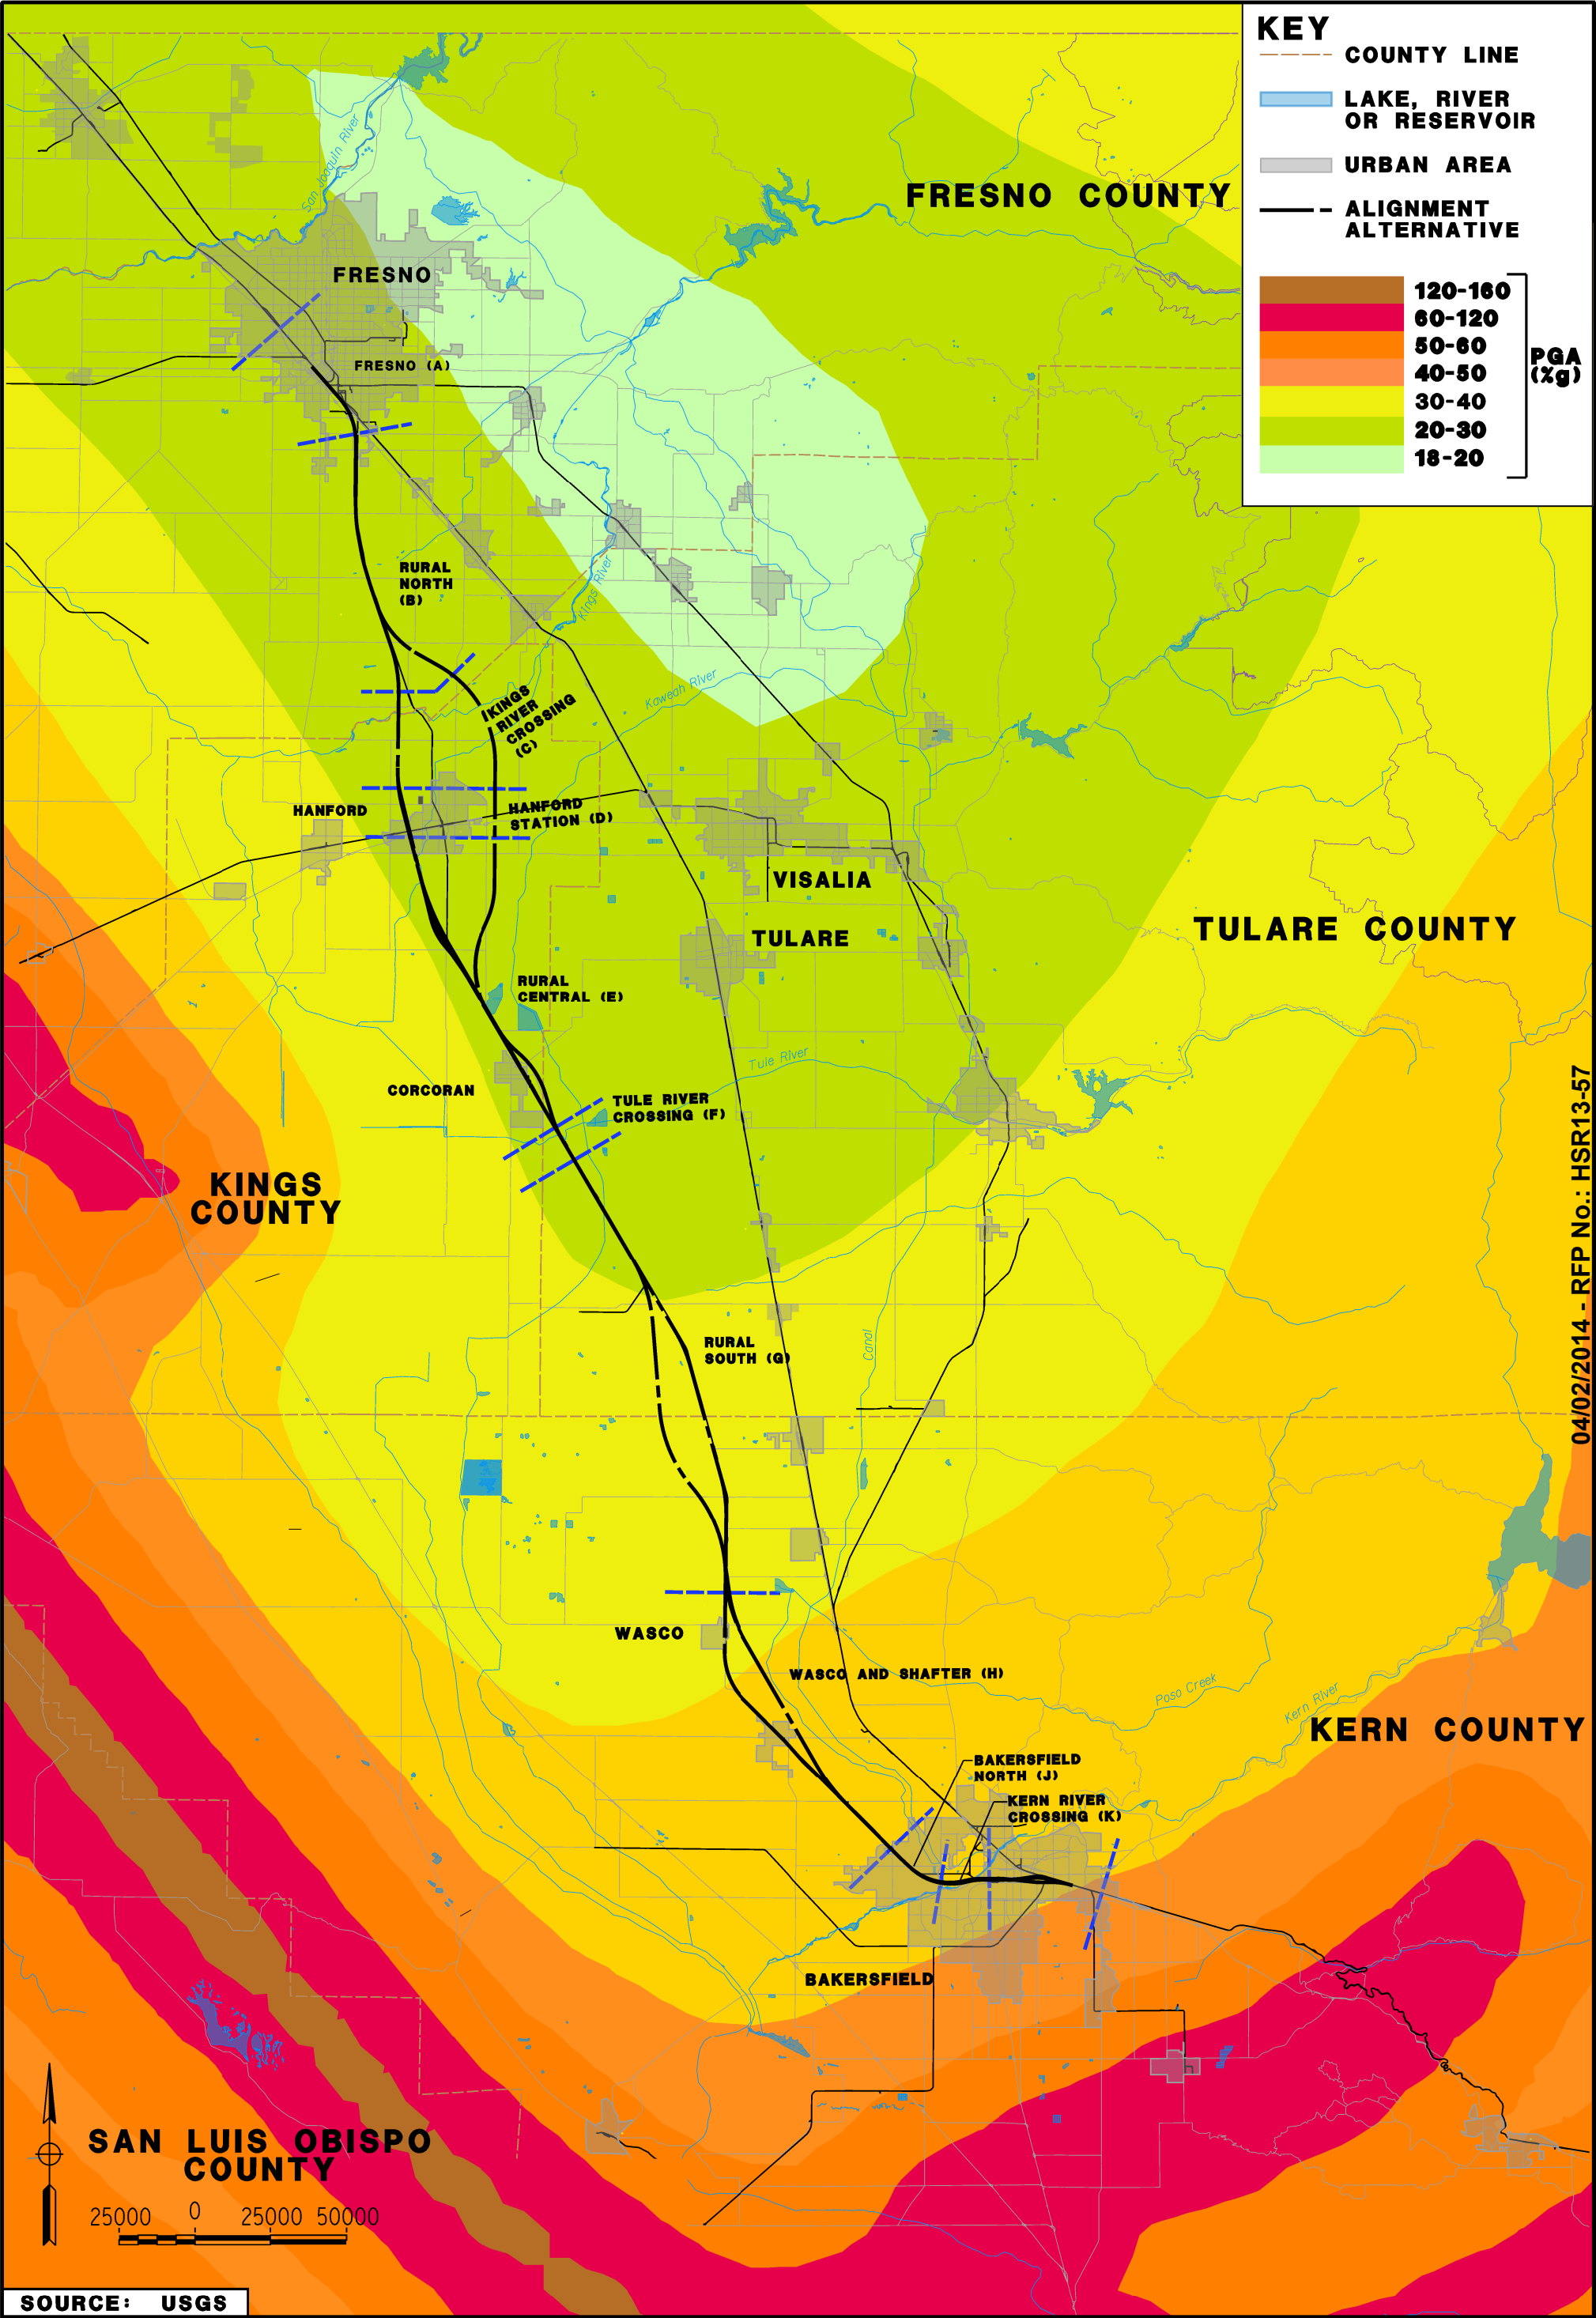 KEY
COUNTY LINE
LAKE, RIVER
OR RESERVOIR
URBAN AREA
ALIGNMENT
ALTERNATIVE
120-160
60-120
50-60
40-50
30-40
20-30
18-20
PGA
(%g)
FRESNO COUNTY
San Joaquin River
FRESNO
FRESNO (A)
RURAL
NORTH
(B)
Kings River
KINGS
RIVER
CROSSING
(C)
Kaweah River
HANFORD
HANFORD
STATION (D)
VISALIA
TULARE
TULARE COUNTY
RURAL
CENTRAL (E)
Tule River
CORCORAN
TULE RIVER
CROSSING (F)
KINGS
COUNTY
RURAL
SOUTH (G)
Canal
04/02/2014 - RFP No.: HSR13-57
WASCO
WASCO AND SHAFTER (H)
Poso Creek
Kern River
KERN COUNTY
BAKERSFIELD
NORTH (J)
KERN RIVER
CROSSING (K)
BAKERSFIELD
SAN LUIS OBISPO
COUNTY
25000 0 25000 50000
SOURCE: USGS